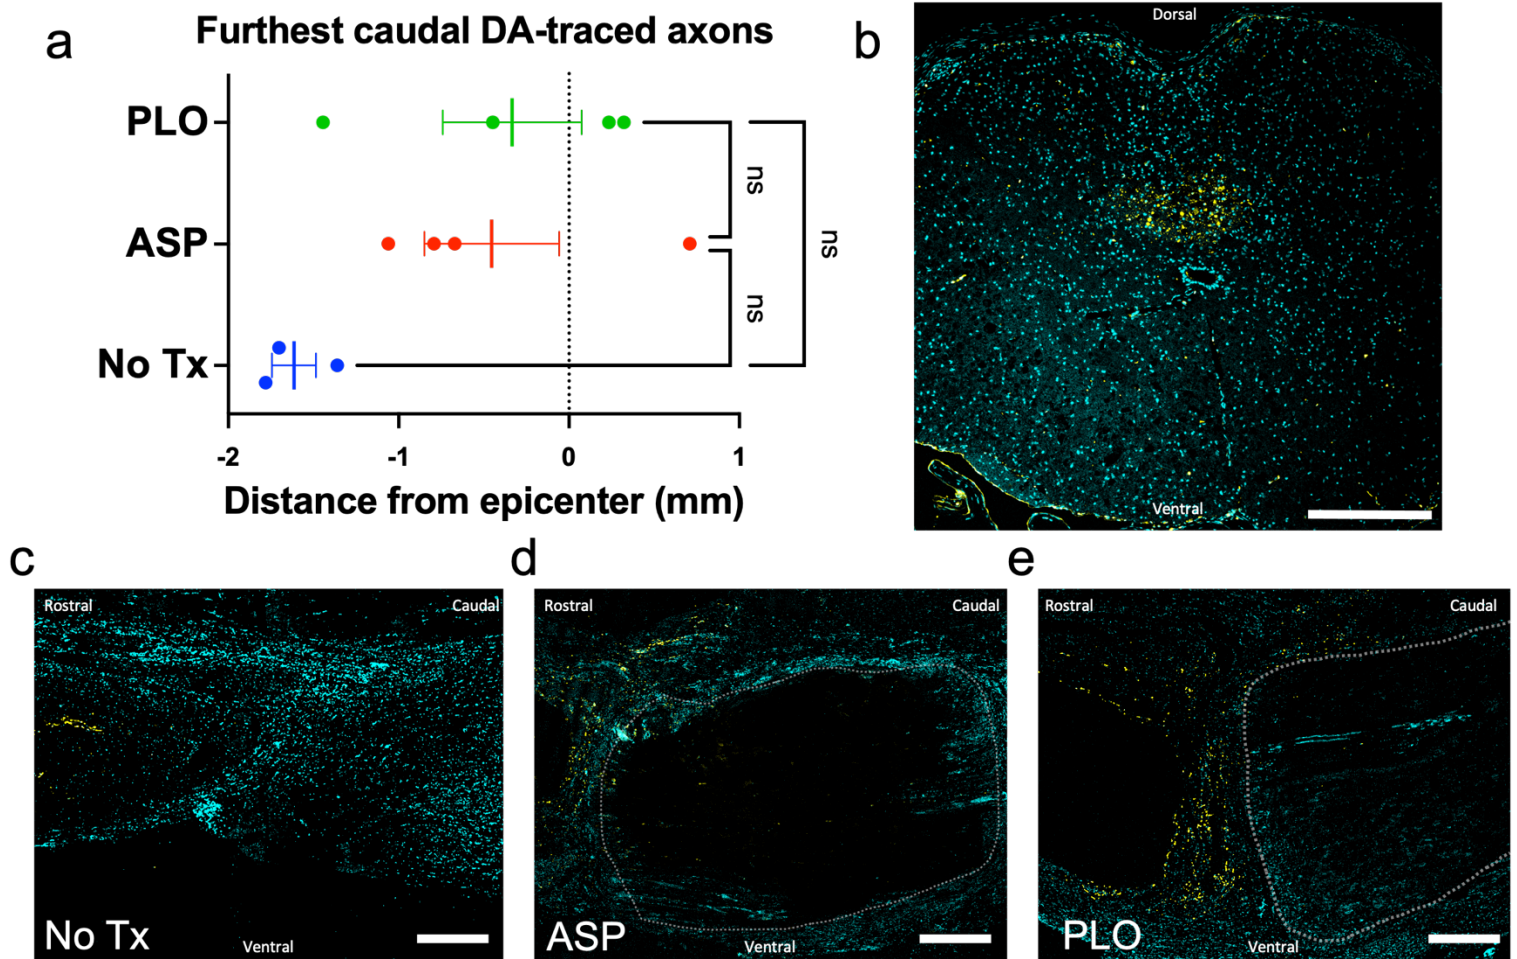 a
Furthest caudal DA-traced axons
PLO
ASP
No Tx
ns
ns
ns
-2
-1
0
1
Distance from epicenter (mm)
b
Dorsal
Ventral
c
Rostral
Caudal
No Tx
Ventral
d
Rostral
Caudal
ASP
Ventral
e
Rostral
Caudal
PLO
Ventral